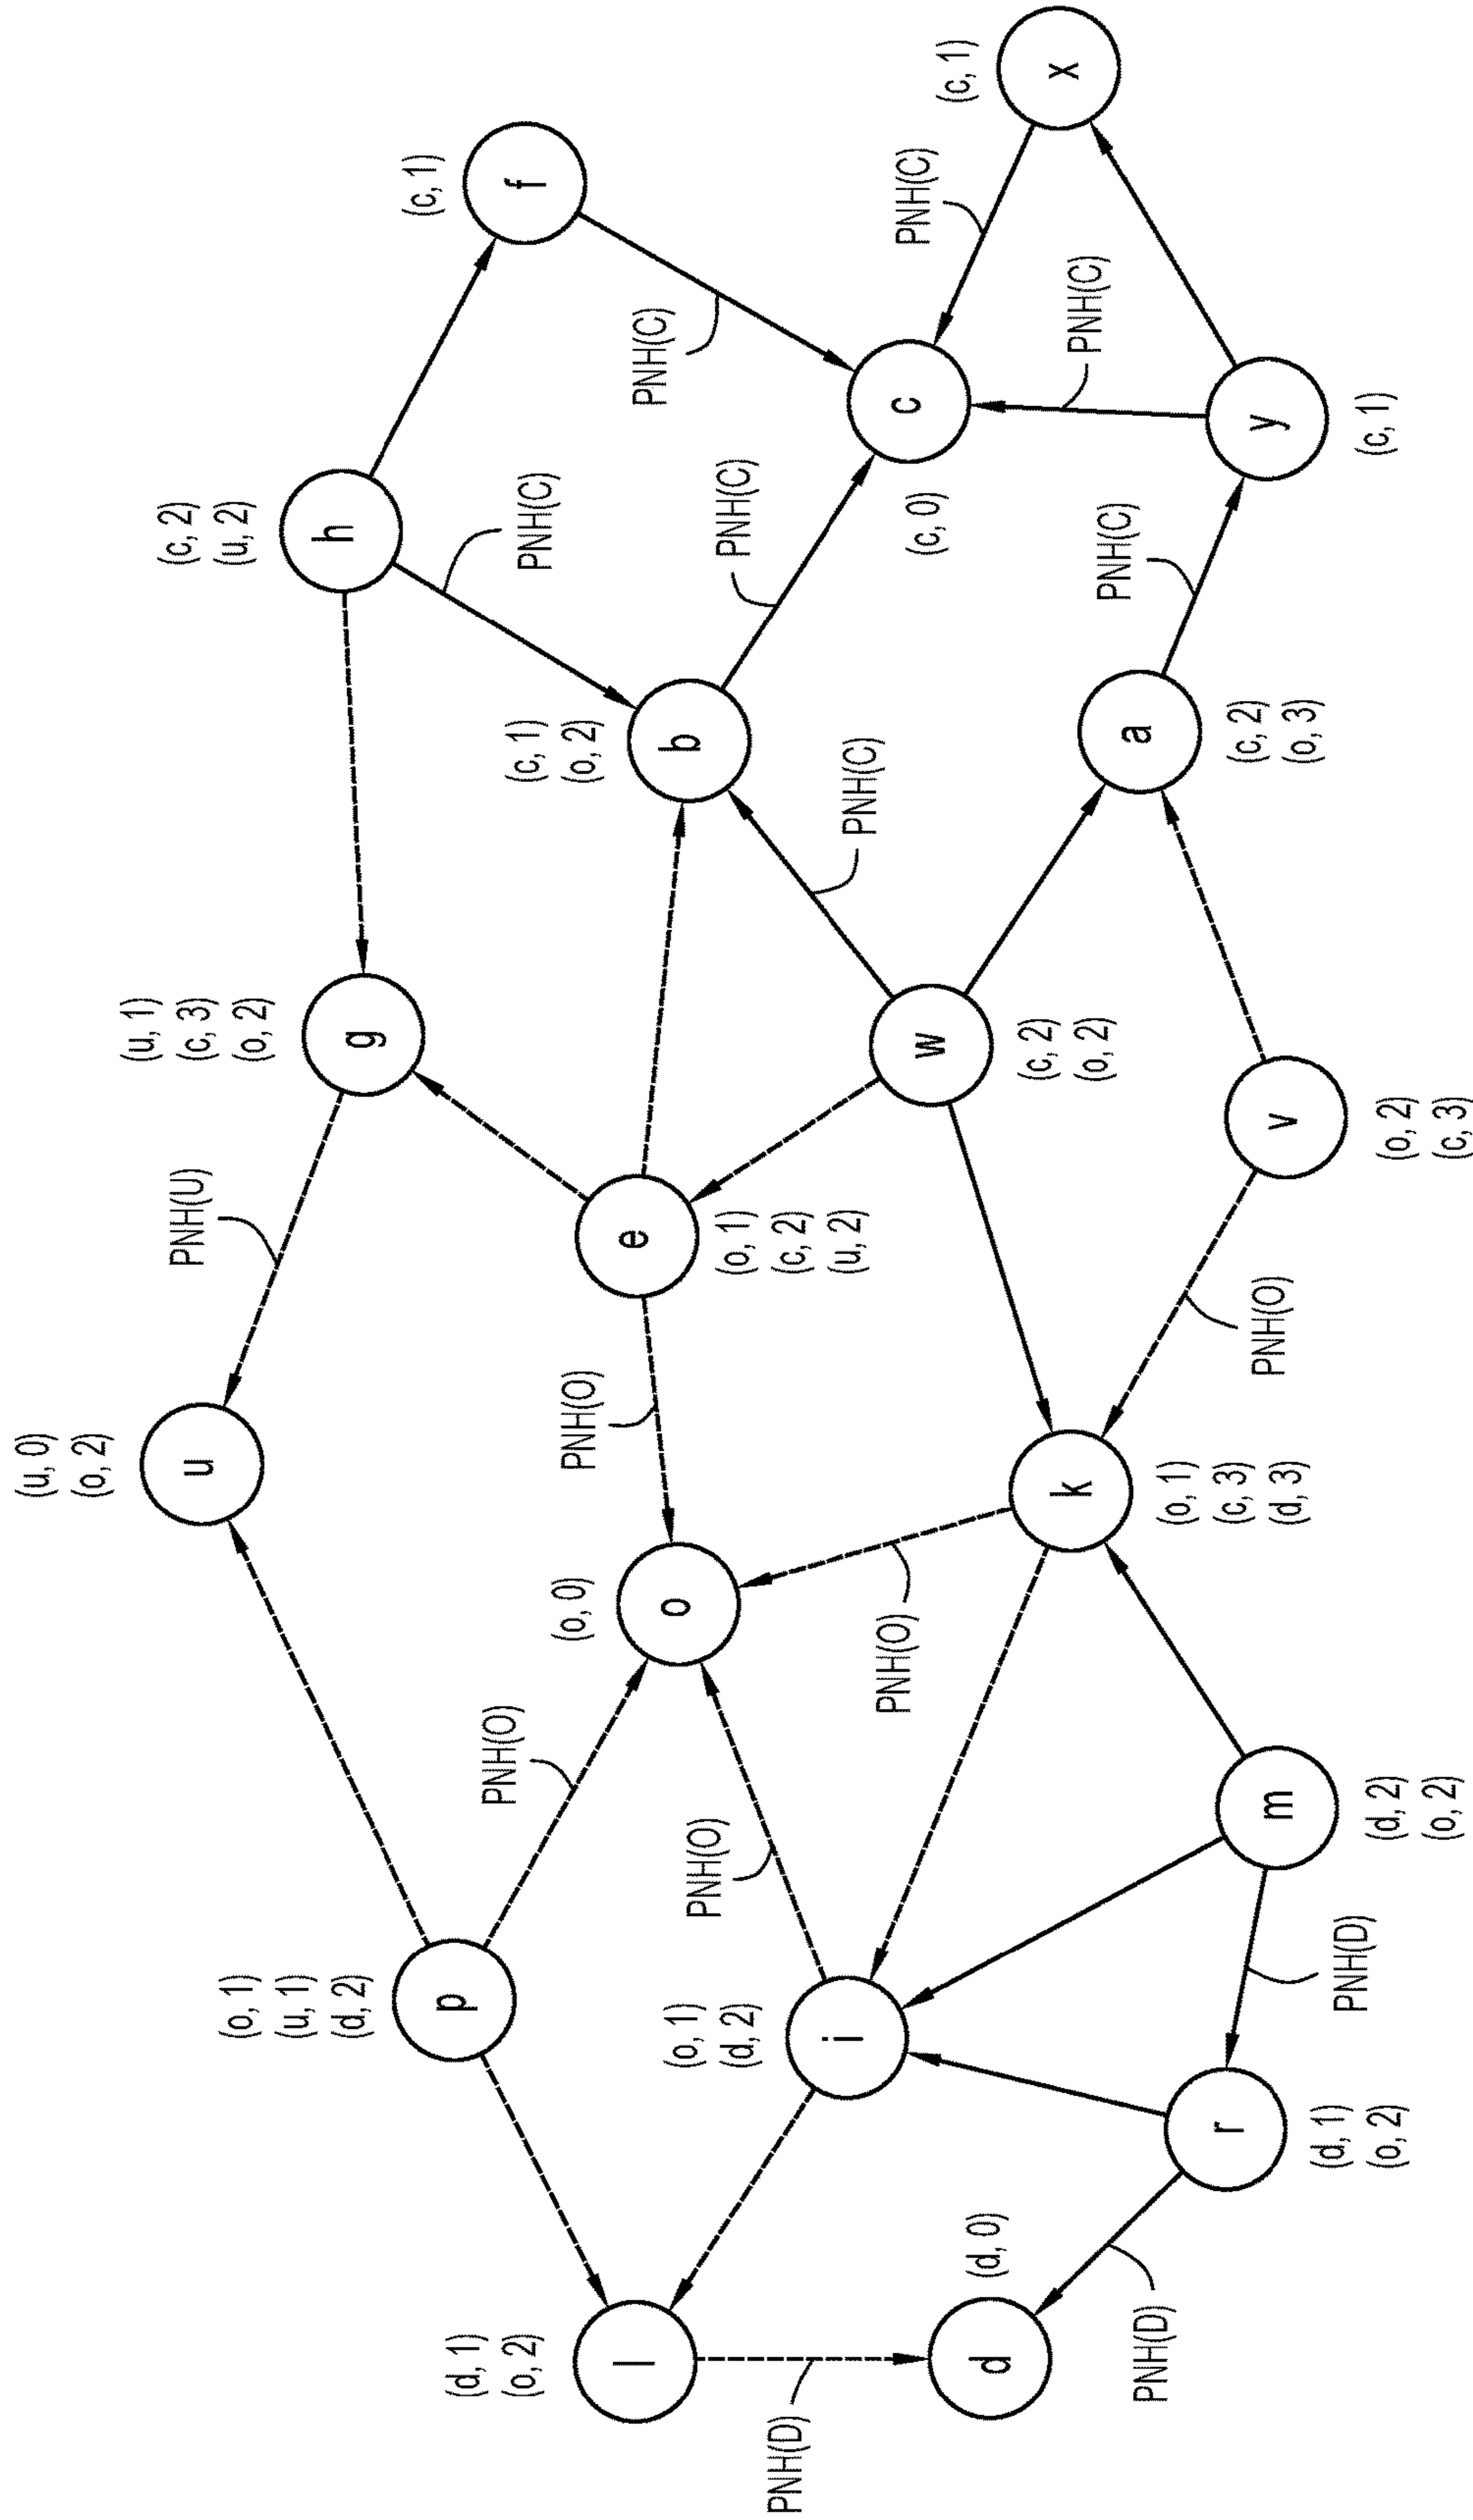 (u, 0)
(o, 2)
u
PNH(U)
(u, 1)
(c, 3)
(o, 2)
g
(c, 2)
(u, 2)
h
(o, 1)
(u, 1)
(d, 2)
p
PNH(O)
PNH(O)
PNH(C)
(c, 1)
f
(d, 1)
(o, 2)
l
(o, 0)
o
e
(o, 1)
(c, 2)
(u, 2)
(c, 1)
(o, 2)
b
PNH(C)
PNH(C)
PNH(D)
PNH(O)
(o, 1)
(d, 2)
i
PNH(O)
PNH(C)
c
(c, 0)
PNH(C)
(c, 1)
x
(d, 0)
d
w
(c, 2)
(o, 2)
k
(o, 1)
(c, 3)
(d, 3)
PNH(C)
PNH(C)
a
(c, 2)
(o, 3)
PNH(D)
r
(d, 1)
(o, 2)
PNH(D)
m
(d, 2)
(o, 2)
PNH(O)
v
(o, 2)
(c, 3)
y
(c, 1)